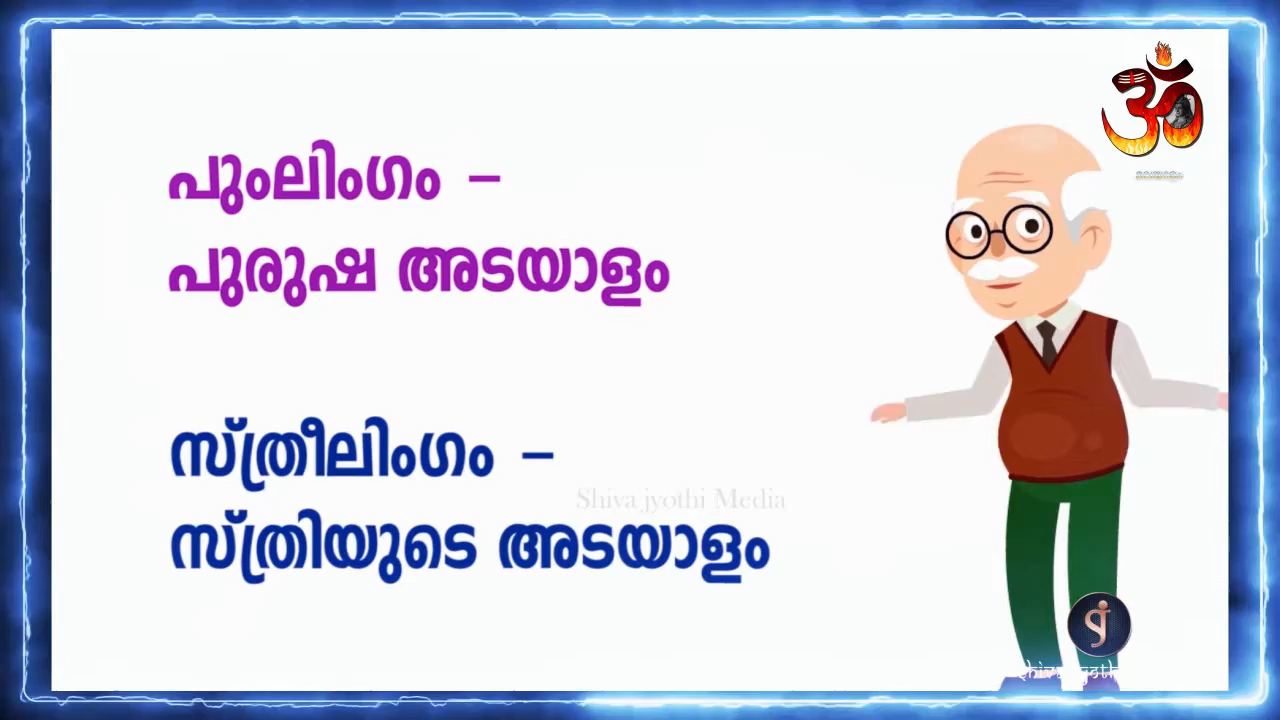 പുംലിംഗം –
പുരുഷ അടയാളം
സ്ത്രീലിംഗം –
Shiva jyothi Media
സ്ത്രിയുടെ അടയാളം